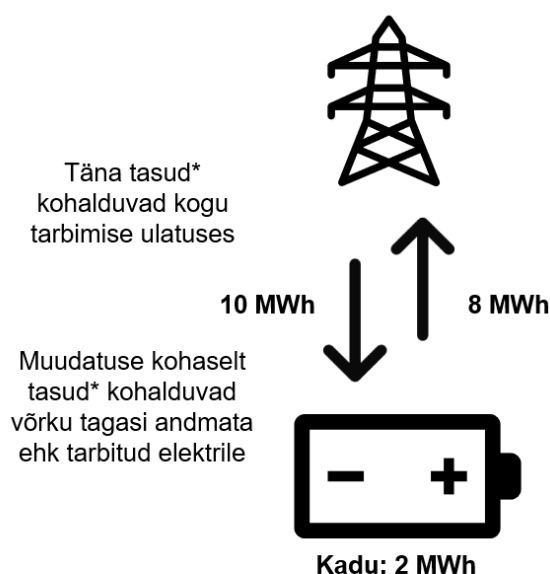 Täna tasud*
kohalduvad kogu
tarbimise ulatuses
10 MWh
8 MWh
Muudatuse kohaselt
tasud* kohalduvad
võrku tagasi andmata
ehk tarbitud elektrile
Kadu: 2 MWh